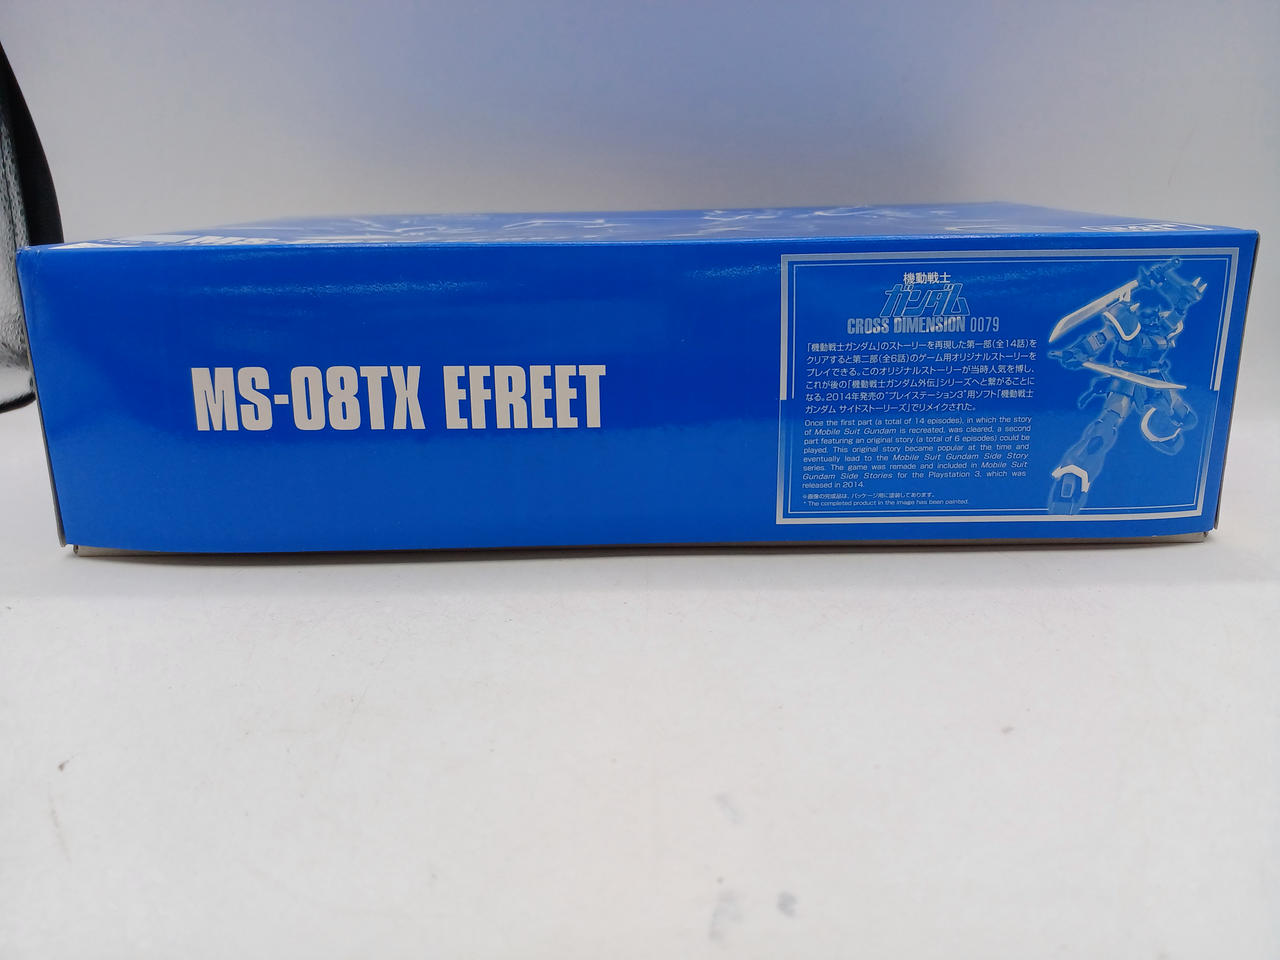 MS-08TX EFREET
機動戦士
ガンダム
CROSS DIMENSION 0079
「機動戦士ガンダム」のストーリーを再現した第一部(全14話)を
クリアすると第二部(全6話)のゲーム用オリジナルストーリーを
プレイできる。このオリジナルストーリーが当時人気を博し、
これが後の「機動戦士ガンダム外伝」シリーズへと繋がることに
なる。2014年発売の"プレイステーション3"用ソフト「機動戦士
ガンダム サイドストーリーズ」でリメイクされた。
Once the first part (a total of 14 episodes), in which the story
of Mobile Suit Gundam is recreated, was cleared, a second
part featuring an original story (a total of 6 episodes) could be
played. This original story became popular at the time and
eventually lead to the Mobile Suit Gundam Side Story
series. The game was remade and included in Mobile Suit
Gundam Side Stories for the Playstation 3, which was
released in 2014.
※画像の完成品は、パッケージ用に塗装してあります。
* The completed product in the image has been painted.